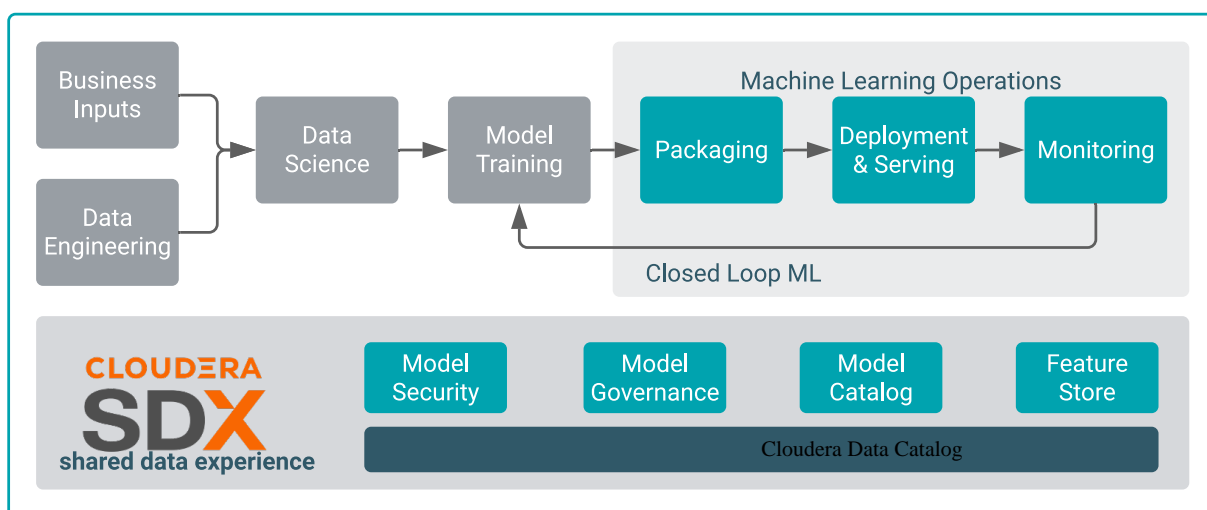 Business
Inputs
Data
Engineering
Data
Science
Model
Training
Machine Learning Operations
Packaging
Deployment
& Serving
Monitoring
Closed Loop ML
CLOUDERA
SDX
shared data experience
Model
Security
Model
Governance
Model
Catalog
Feature
Store
Cloudera Data Catalog